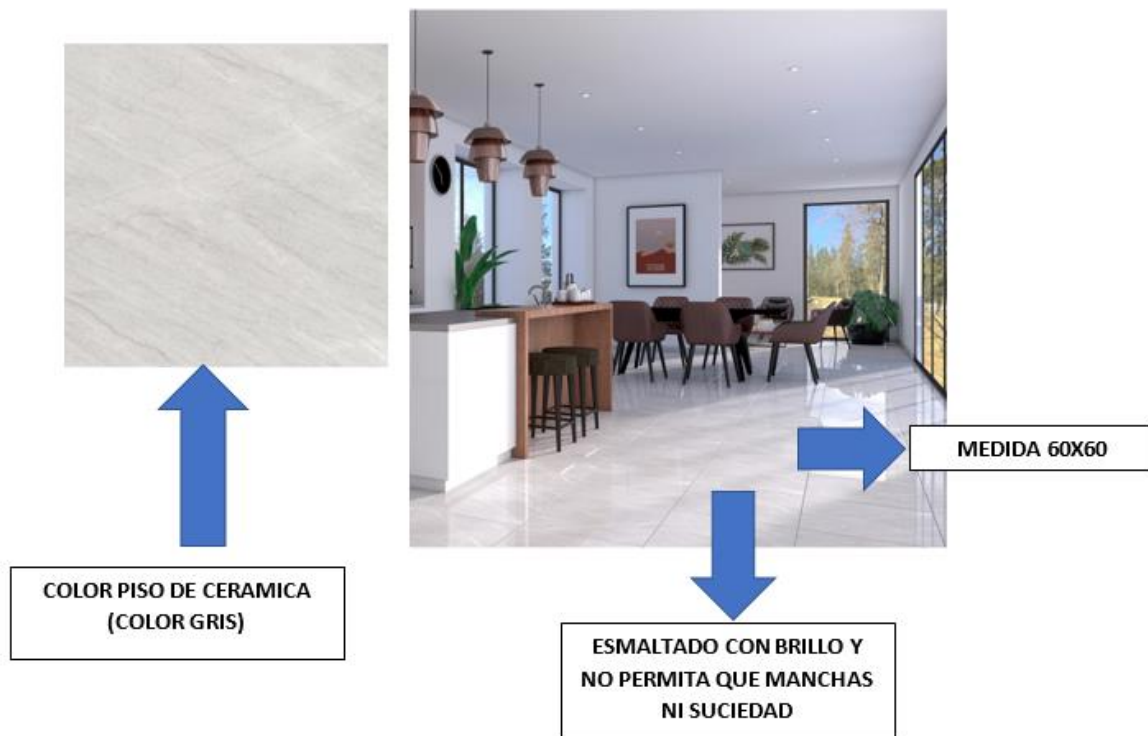 MEDIDA 60X60
COLOR PISO DE CERAMICA
(COLOR GRIS)
ESMALTADO CON BRILLO Y
NO PERMITA QUE MANCHAS
NI SUCIEDAD